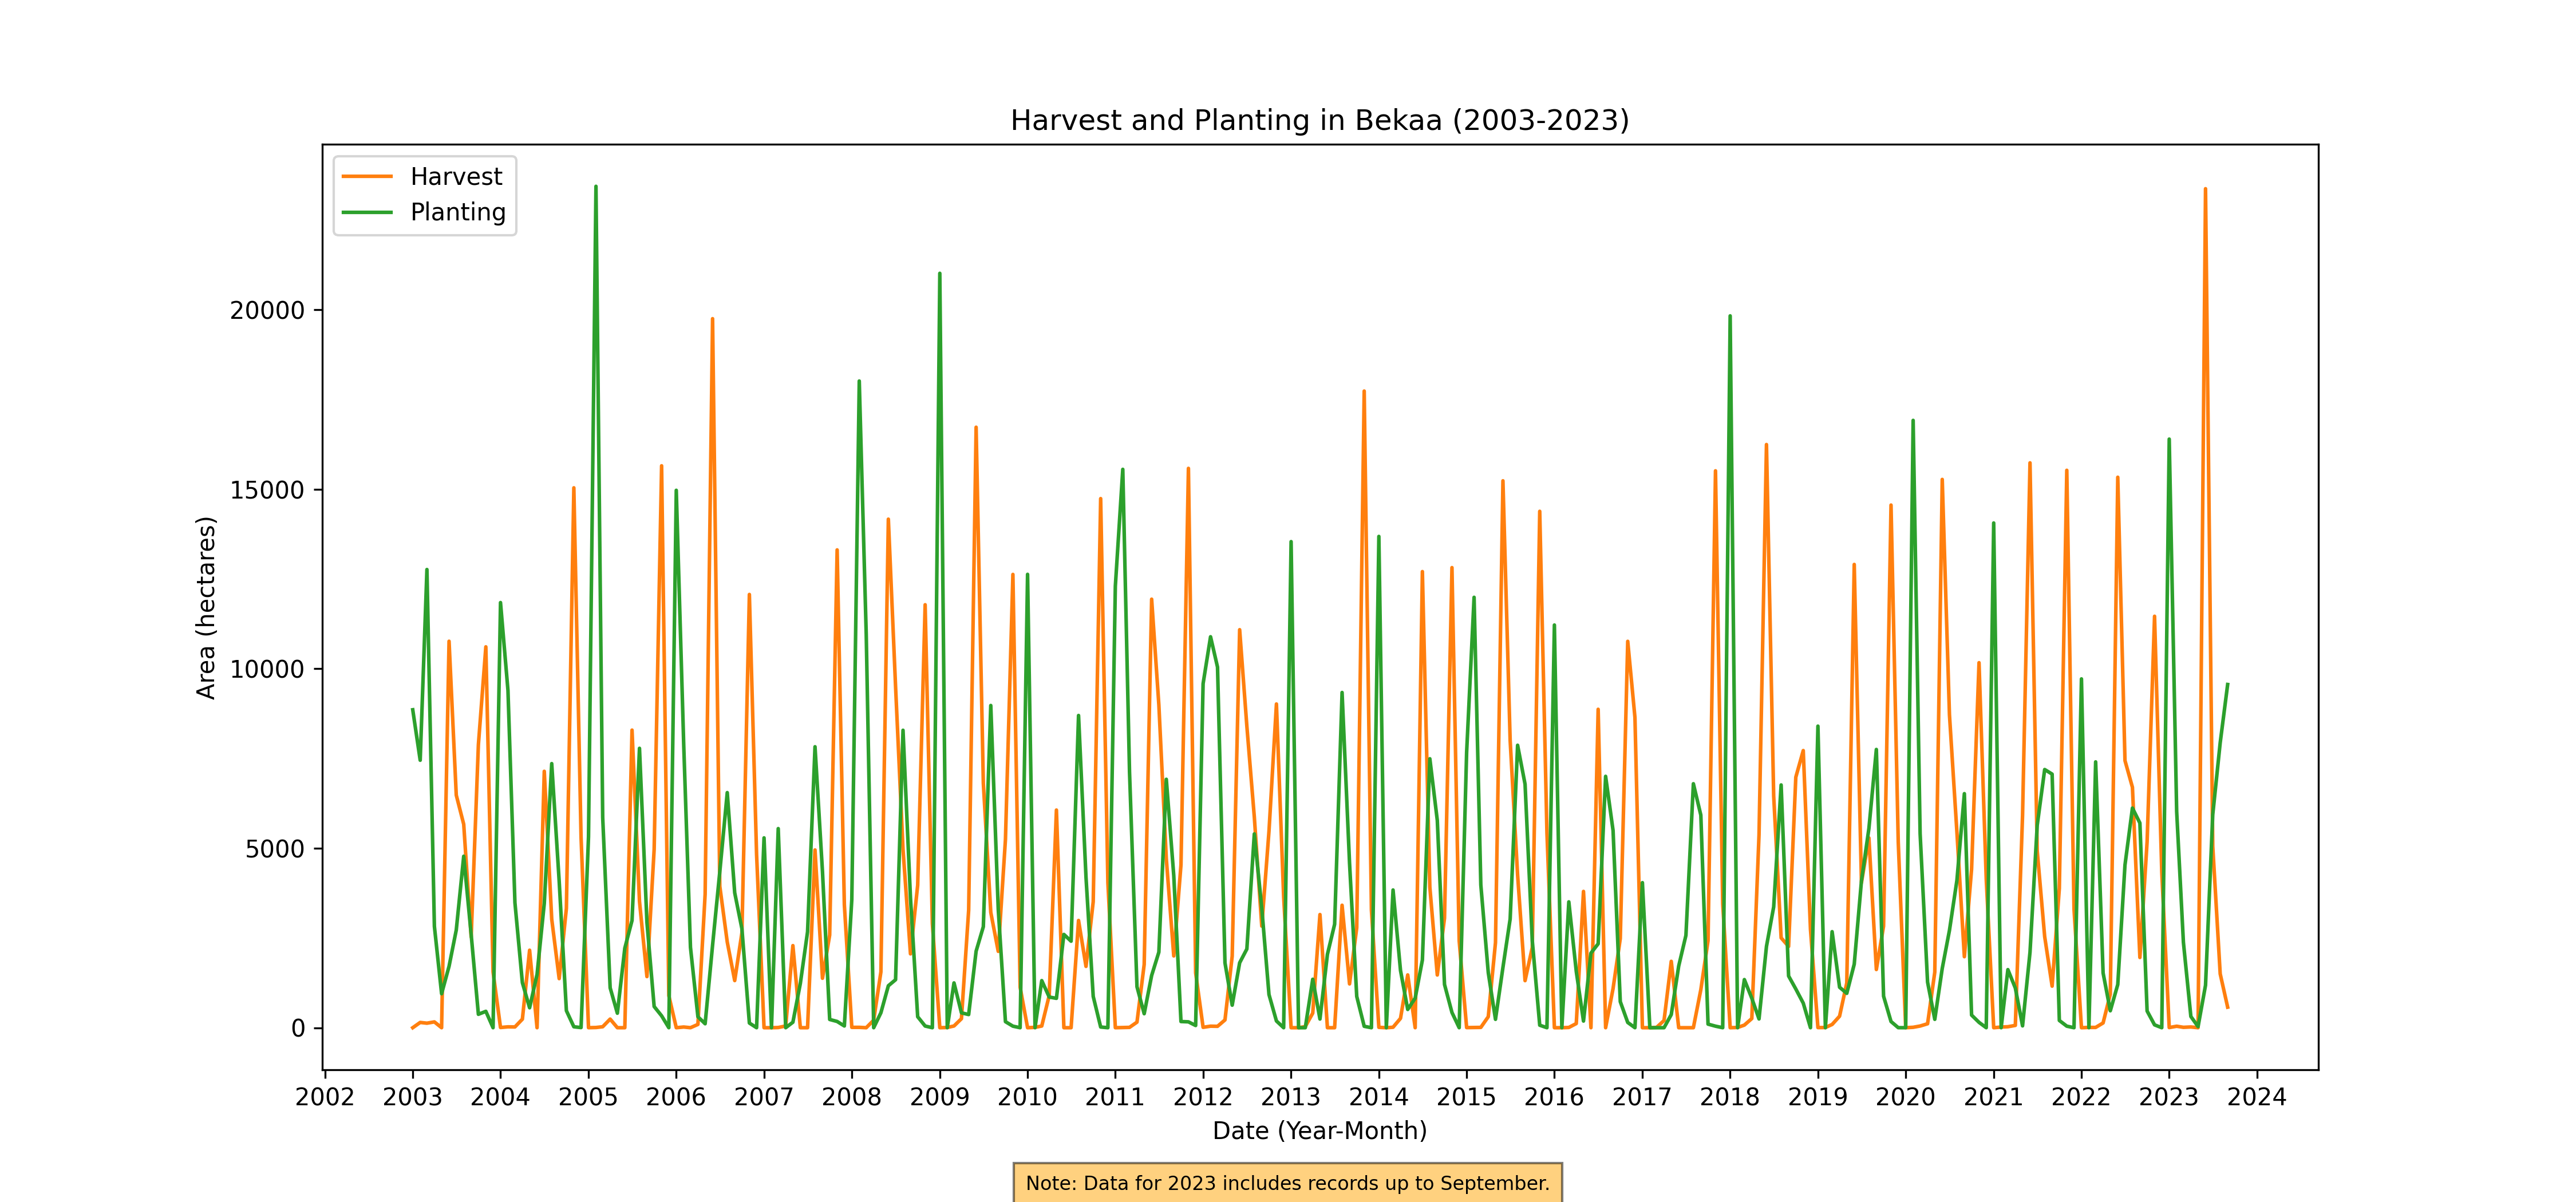 Harvest and Planting in Bekaa (2003-2023)
Harvest
Planting
Area (hectares)
20000
15000
10000
5000
0
2002 2003 2004 2005 2006 2007 2008 2009 2010 2011 2012 2013 2014 2015 2016 2017 2018 2019 2020 2021 2022 2023 2024
Date (Year-Month)
Note: Data for 2023 includes records up to September.